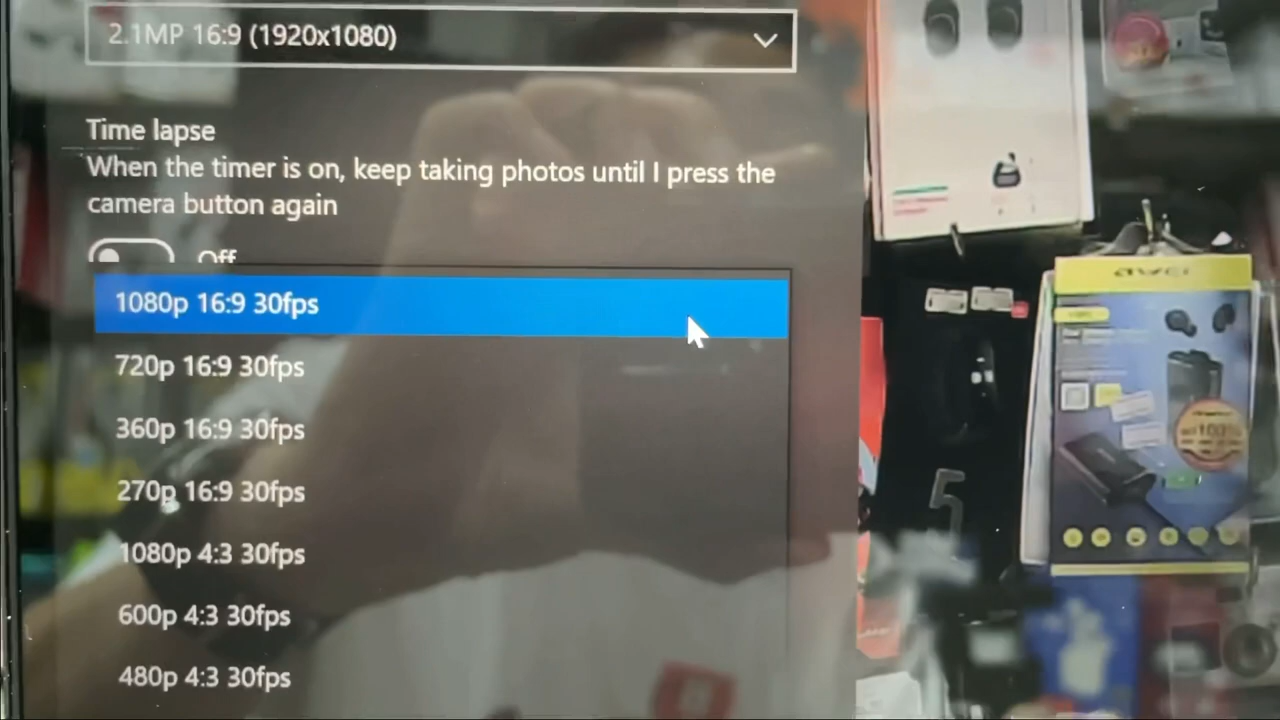 2.1MP 16:9 (1920x1080)
Time lapse
When the timer is on, keep taking photos until I press the
camera button again
Off
1080p 16:9 30fps
720p 16:9 30fps
360p 16:9 30fps
270p 16:9 30fps
1080p 4:3 30fps
600p 4:3 30fps
480p 4:3 30fps
awei
5